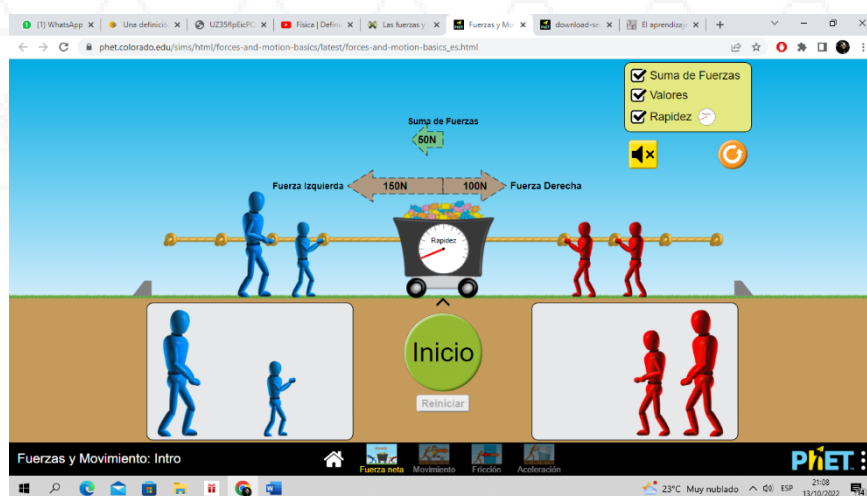 (1) WhatsApp
Una definició
UZ35flpEicPO
Física | Defini
Las fuerzas y
Fuerzas y Mo
download-se
El aprendizaje
phet.colorado.edu/sims/html/forces-and-motion-basics/latest/forces-and-motion-basics_es.html
Suma de Fuerzas
Valores
Rapidez
Suma de Fuerzas
50N
Fuerza Izquierda
150N
100N
Fuerza Derecha
Rapidez
Inicio
Reiniciar
Fuerzas y Movimiento: Intro
Fuerza neta
Movimiento
Fricción
Aceleración
PhET
23°C Muy nublado
ESP
21:08
13/10/2022